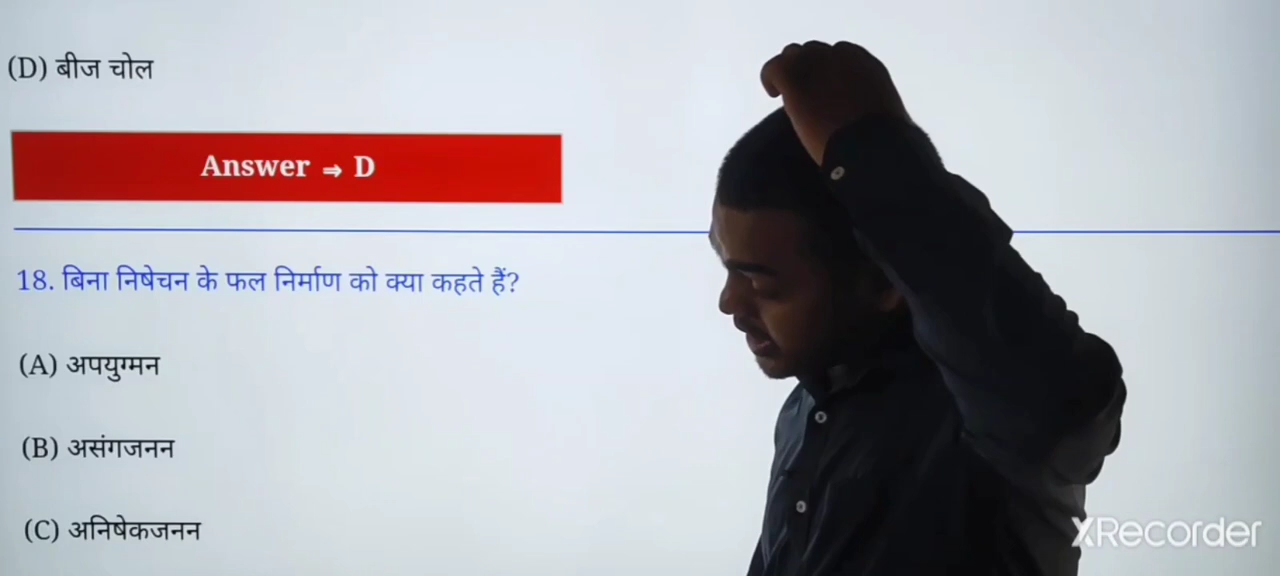 (D) बीज चोल
Answer ⇒ D
18. बिना निषेचन के फल निर्माण को क्या कहते हैं?
(A) अपयुग्मन
(B) असंगजनन
(C) अनिषेकजनन
XRecorder